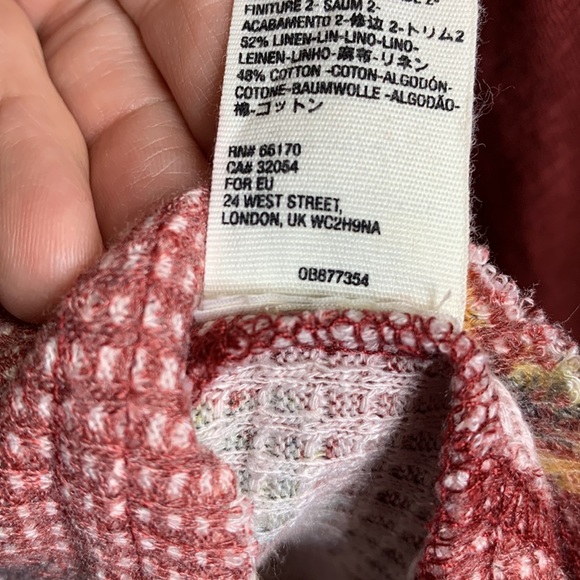 FINITURE 2- SAUM 2-
ACABAMENTO 2-修边 2-トリム2
52% LINEN-LIN-LINO-LINO-
LEINEN-LINHO-麻布-リネン
48% COTTON -COTON-ALGODÓN-
COTONE-BAUMWOLLE -ALGODÃO-
棉-コットン
RN# 66170
CA# 32054
FOR EU
24 WEST STREET,
LONDON, UK WC2H9NA
OB877354